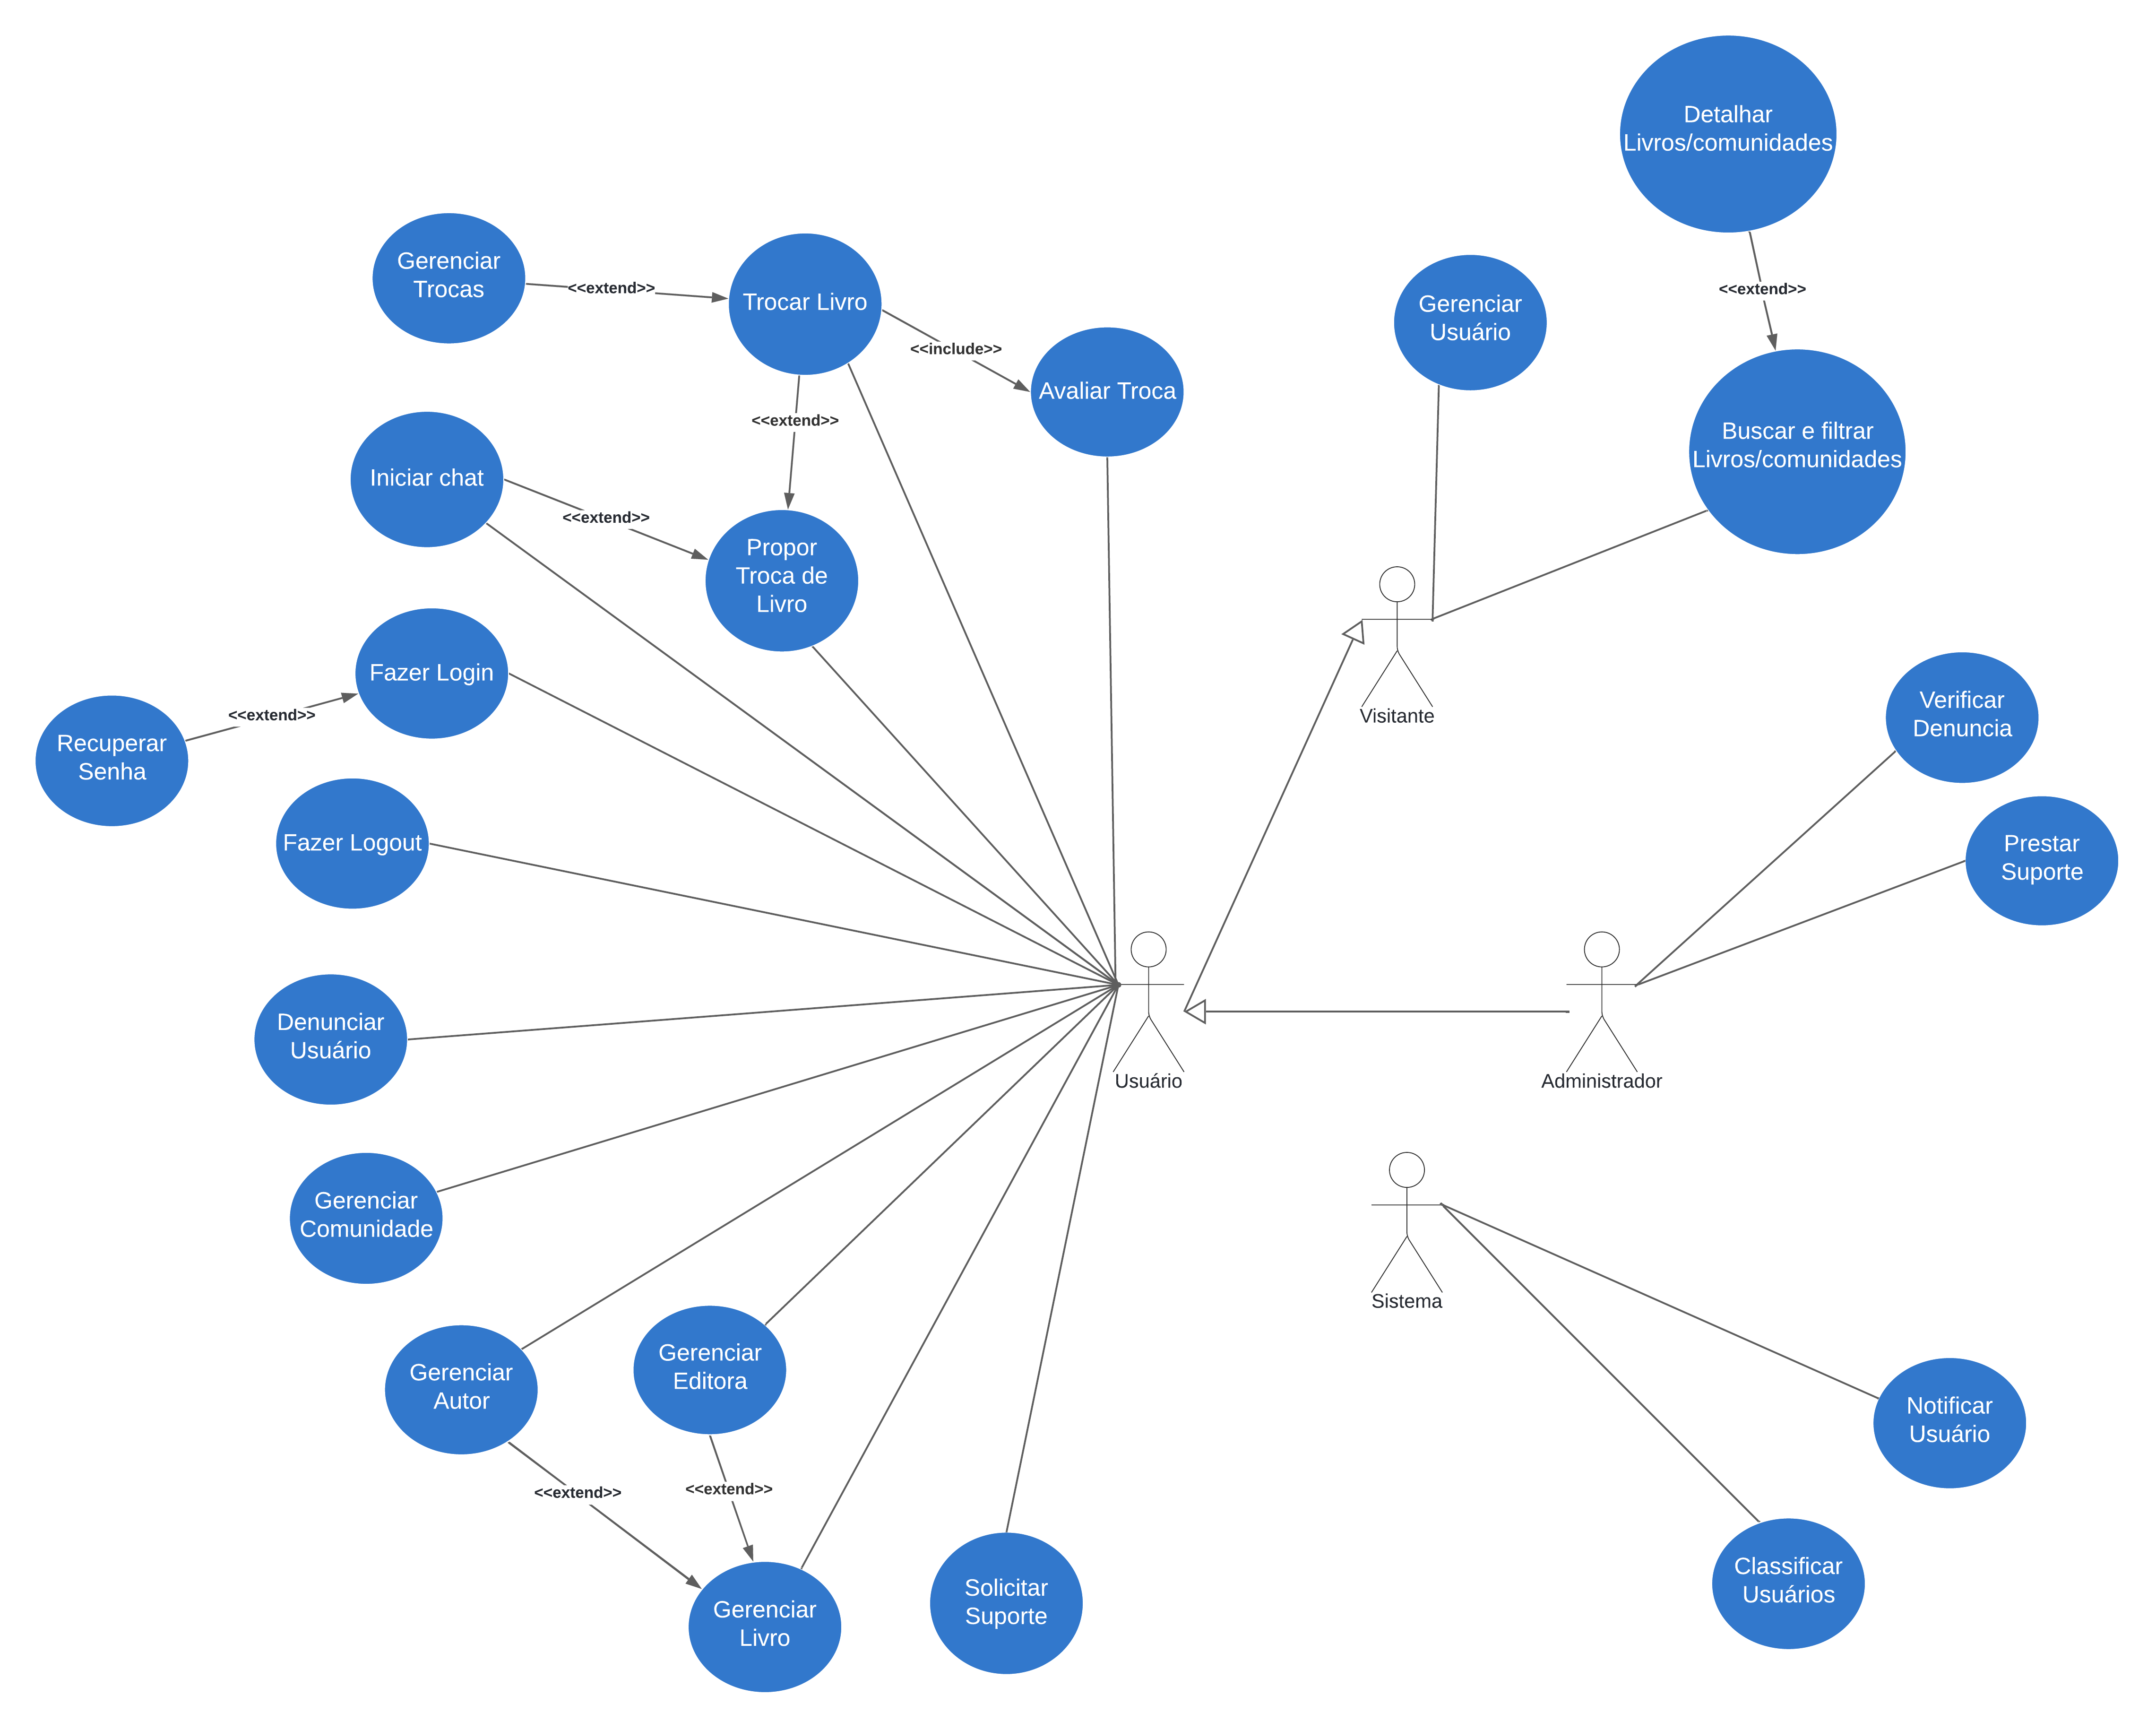 Detalhar
Livros/comunidades
Gerenciar
Trocas
<<extend>>
Trocar Livro
<<include>>
Avaliar Troca
Gerenciar
Usuário
<<extend>>
Buscar e filtrar
Livros/comunidades
<<extend>>
Iniciar chat
<<extend>>
Propor
Troca de
Livro
Fazer Login
<<extend>>
Recuperar
Senha
Visitante
Verificar
Denuncia
Fazer Logout
Prestar
Suporte
Denunciar
Usuário
Usuário
Administrador
Gerenciar
Comunidade
Sistema
Gerenciar
Autor
Gerenciar
Editora
Notificar
Usuário
<<extend>>
<<extend>>
Gerenciar
Livro
Solicitar
Suporte
Classificar
Usuários